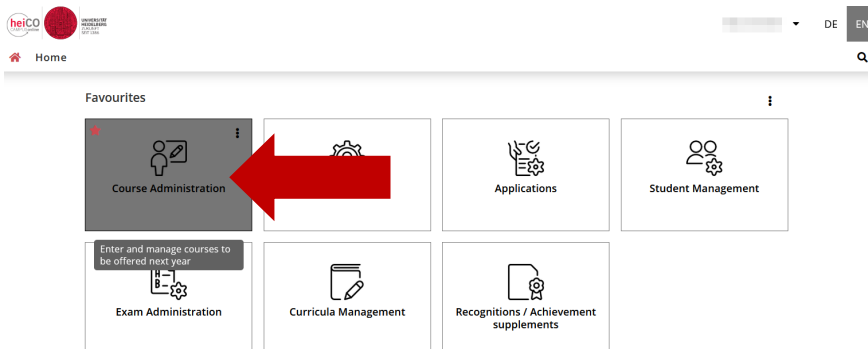 heiCO
UNIVERSITÄT
HEIDELBERG
ZUKUNFT
SEIT 1386
DE
EN
Home
Favourites
Course Administration
Applications
Student Management
Enter and manage courses to
be offered next year
Exam Administration
Curricula Management
Recognitions / Achievement
supplements